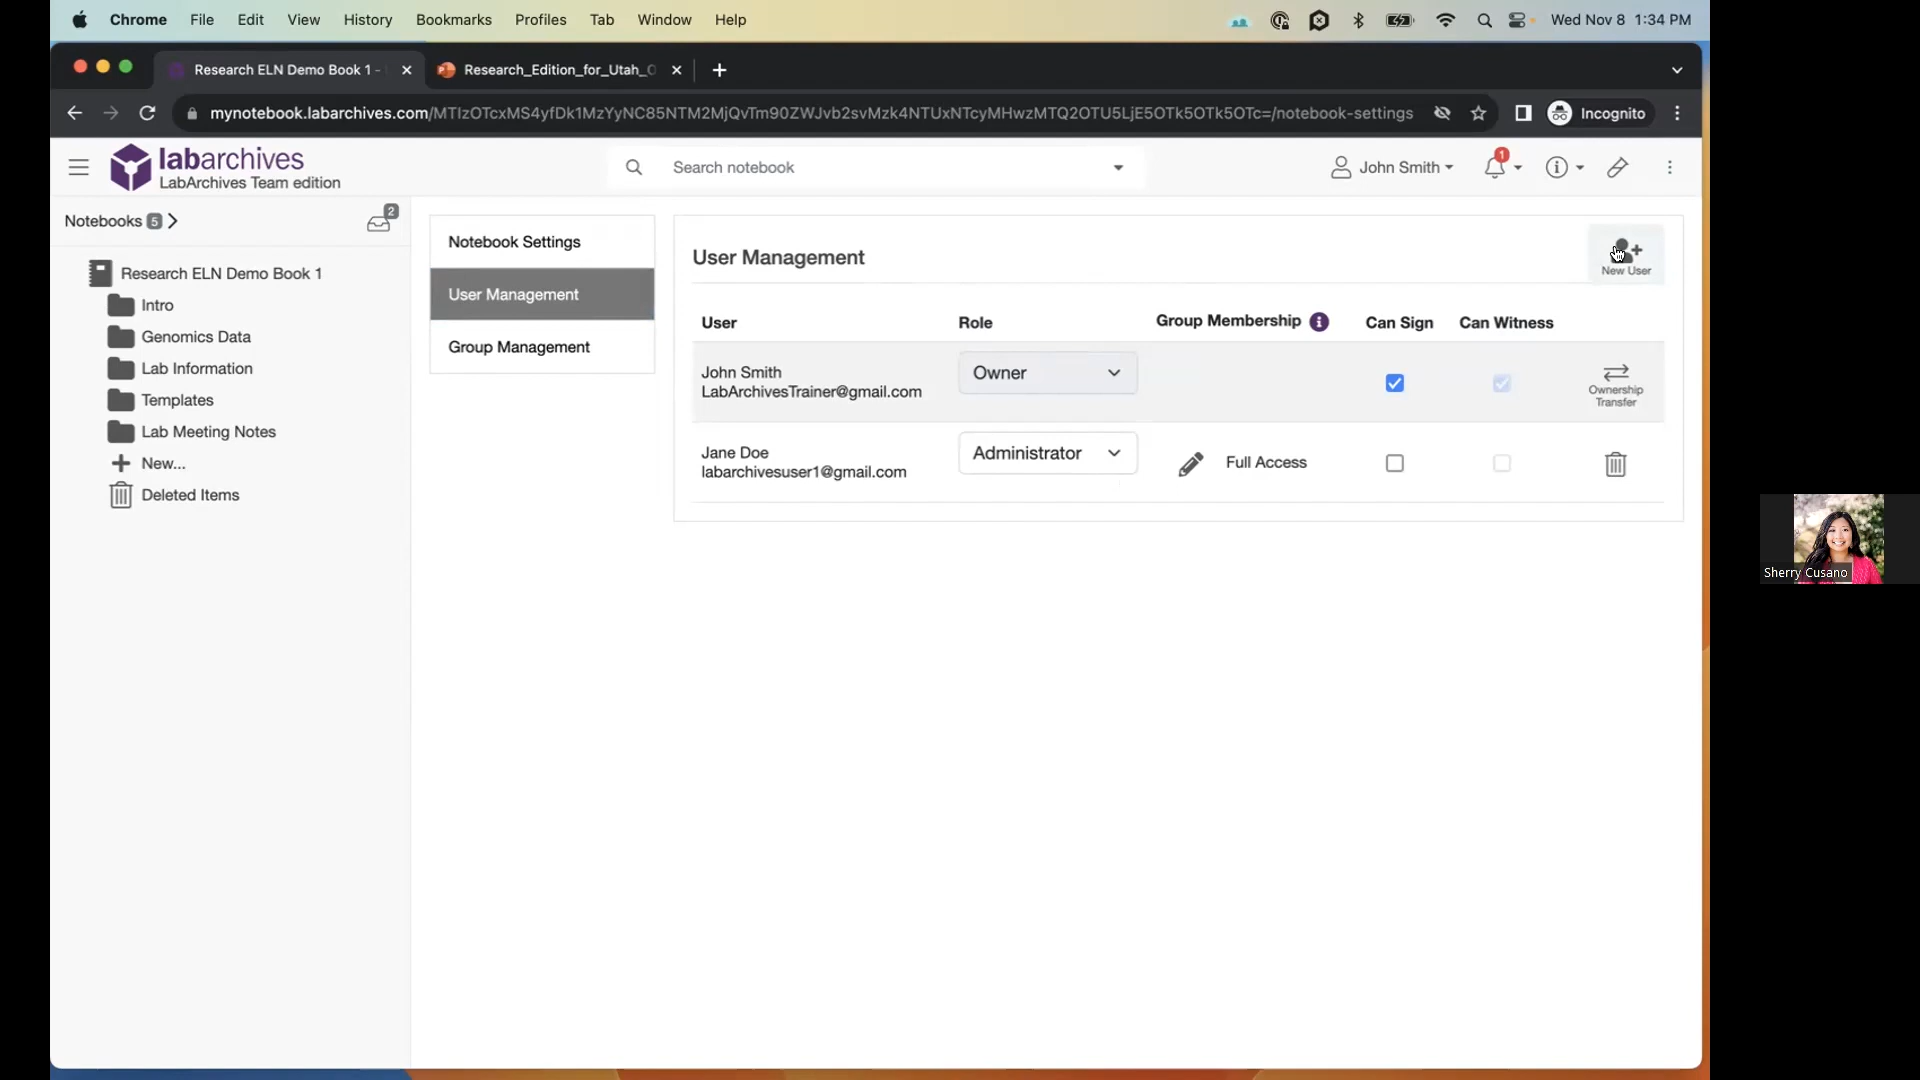 Chrome File Edit View History Bookmarks Profiles Tab Window Help Wed Nov 8 1:34 PM
Research ELN Demo Book 1 - Research_Edition_for_Utah_
mynotebook.labarchives.com Incognito
labarchives
LabArchives Team edition
Search notebook
John Smith
1
Notebooks 5
2
Research ELN Demo Book 1
Intro
Genomics Data
Lab Information
Templates
Lab Meeting Notes
New...
Deleted Items
Notebook Settings
User Management
Group Management
User Management
New User
User Role Group Membership Can Sign Can Witness
John Smith
LabArchivesTrainer@gmail.com
Owner
Ownership
Transfer
Jane Doe
labarchivesuser1@gmail.com
Administrator
Full Access
Sherry Cusano